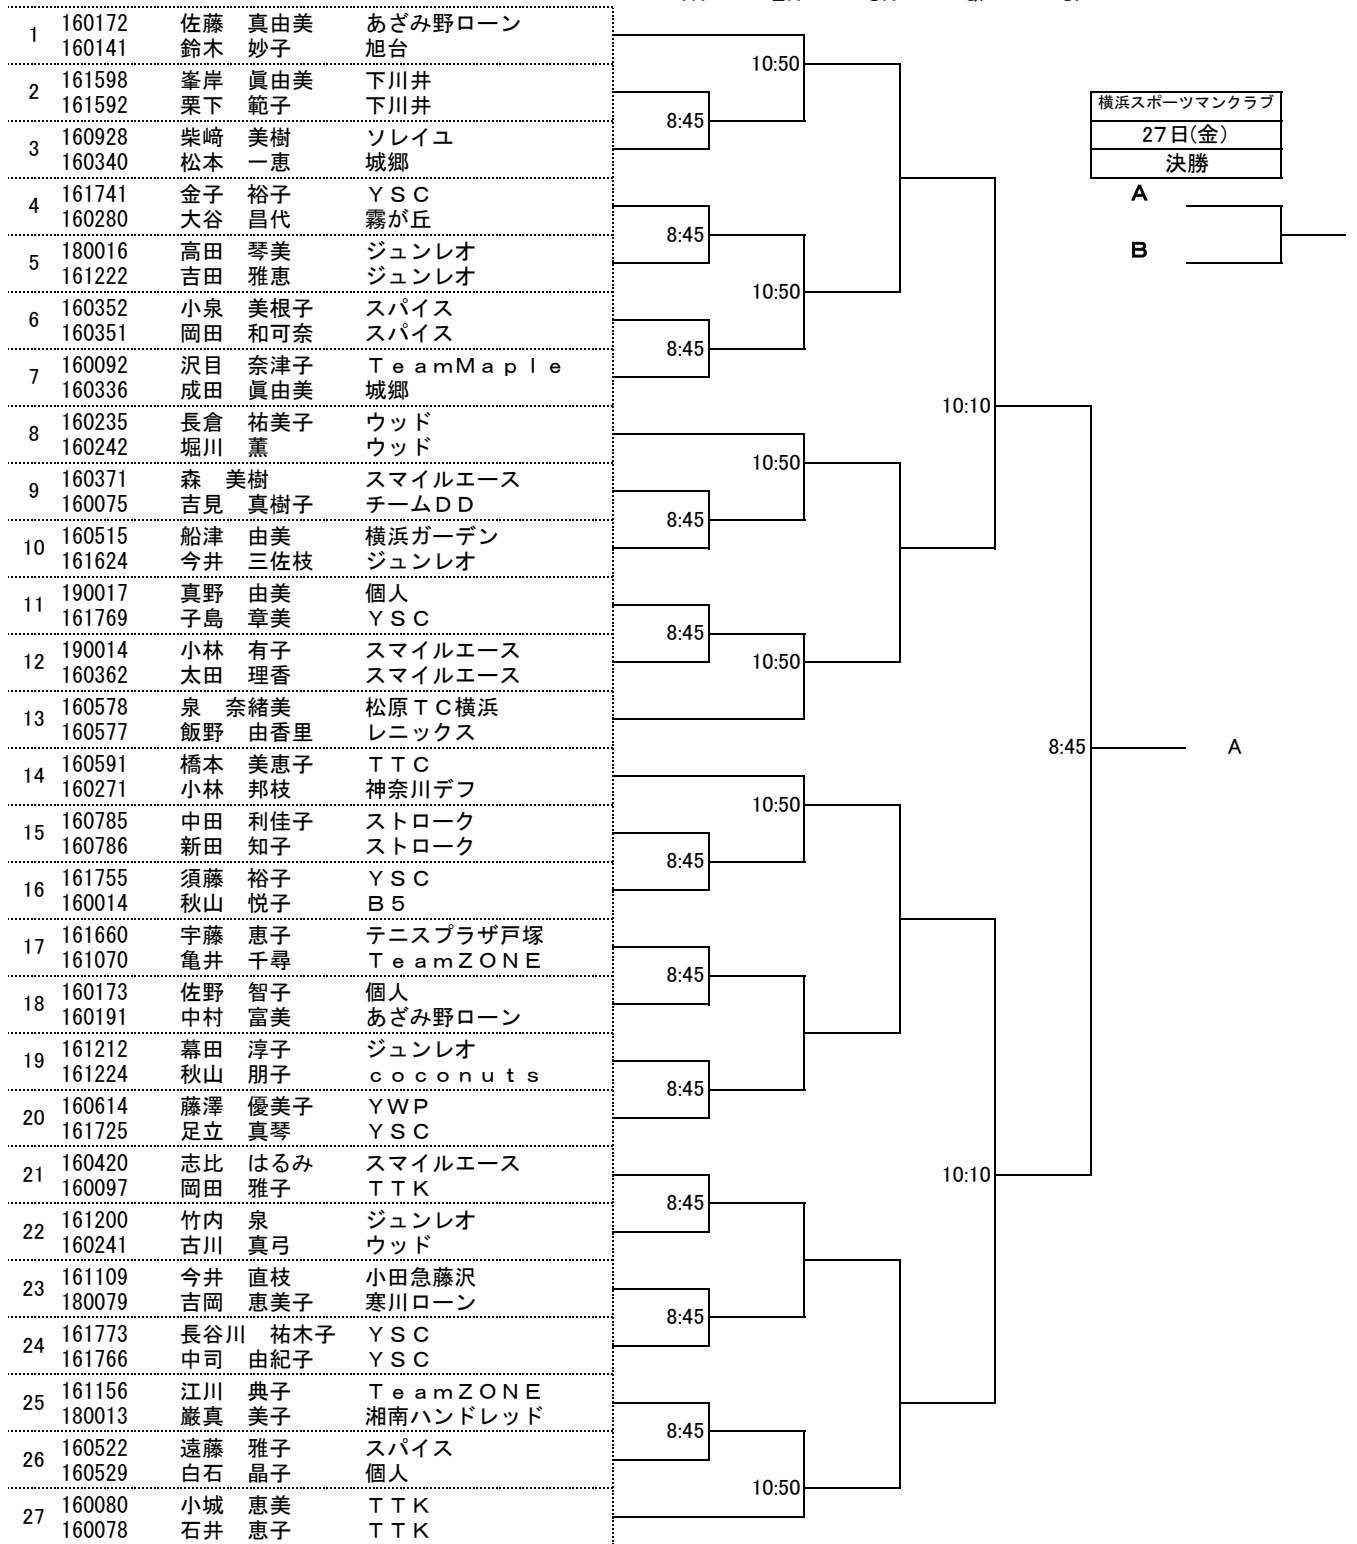 1 160172 佐藤　真由美 あざみ野ローン
160141 鈴木　妙子 旭台
10:50
2 161598 峯岸　眞由美 下川井
161592 栗下　範子 下川井
横浜スポーツマンクラブ
8:45
27日(金)
3 160928 柴﨑　美樹 ソレイユ
160340 松本　一恵 城郷
決勝
4 161741 金子　裕子 ＹＳＣ
160280 大谷　昌代 霧が丘
A
8:45
B
5 180016 高田　琴美 ジュンレオ
161222 吉田　雅恵 ジュンレオ
10:50
6 160352 小泉　美根子 スパイス
160351 岡田　和可奈 スパイス
8:45
7 160092 沢目　奈津子 ＴｅａｍＭａｐｌｅ
160336 成田　眞由美 城郷
10:10
8 160235 長倉　祐美子 ウッド
160242 堀川　薫 ウッド
10:50
9 160371 森　美樹 スマイルエース
160075 吉見　真樹子 チームＤＤ
8:45
10 160515 船津　由美 横浜ガーデン
161624 今井　三佐枝 ジュンレオ
11 190017 真野　由美 個人
161769 子島　章美 ＹＳＣ
8:45
12 190014 小林　有子 スマイルエース
160362 太田　理香 スマイルエース
10:50
13 160578 泉　奈緒美 松原ＴＣ横浜
160577 飯野　由香里 レニックス
8:45 A
14 160591 橋本　美恵子 ＴＴＣ
160271 小林　邦枝 神奈川デフ
10:50
15 160785 中田　利佳子 ストローク
160786 新田　知子 ストローク
8:45
16 161755 須藤　裕子 ＹＳＣ
160014 秋山　悦子 Ｂ５
17 161660 宇藤　恵子 テニスプラザ戸塚
161070 亀井　千尋 ＴｅａｍＺＯＮＥ
8:45
18 160173 佐野　智子 個人
160191 中村　富美 あざみ野ローン
19 161212 幕田　淳子 ジュンレオ
161224 秋山　朋子 ｃｏｃｏｎｕｔｓ
8:45
20 160614 藤澤　優美子 ＹＷＰ
161725 足立　真琴 ＹＳＣ
21 160420 志比　はるみ スマイルエース
160097 岡田　雅子 ＴＴＫ
10:10
8:45
22 161200 竹内　泉 ジュンレオ
160241 古川　真弓 ウッド
23 161109 今井　直枝 小田急藤沢
180079 吉岡　恵美子 寒川ローン
8:45
24 161773 長谷川　祐木子 ＹＳＣ
161766 中司　由紀子 ＹＳＣ
25 161156 江川　典子 ＴｅａｍＺＯＮＥ
180013 巌真　美子 湘南ハンドレッド
8:45
26 160522 遠藤　雅子 スパイス
160529 白石　晶子 個人
10:50
27 160080 小城　恵美 ＴＴＫ
160078 石井　恵子 ＴＴＫ